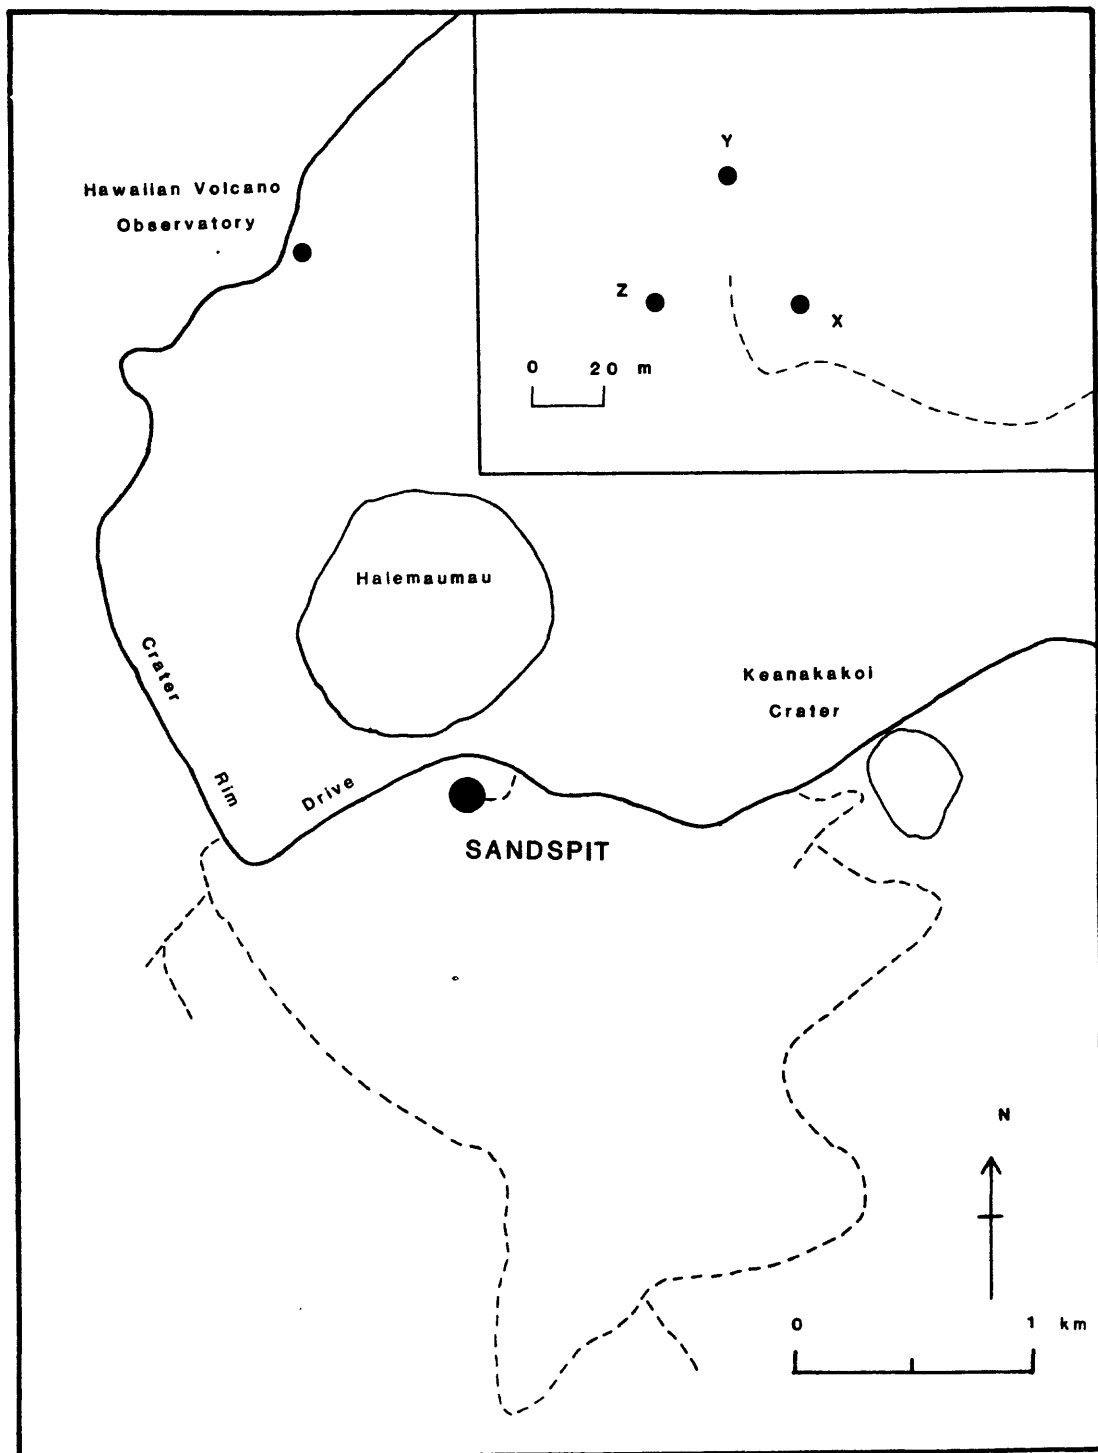 Hawaiian Volcano
Observatory
Y
Z
X
0 20 m
Halemaumau
Crater
Rim
Drive
Keanakakoi
Crater
SANDSPIT
N
0 1 km